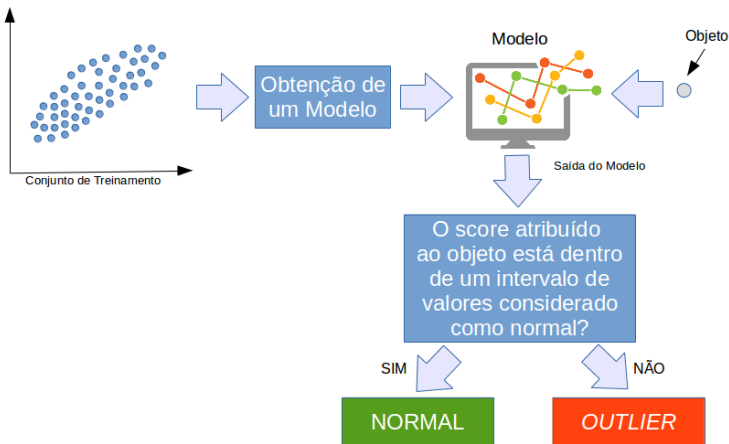 Modelo
Objeto
Obtenção de
um Modelo
Conjunto de Treinamento
Saída do Modelo
O score atribuído
ao objeto está dentro
de um intervalo de
valores considerado
como normal?
SIM
NÃO
NORMAL
OUTLIER